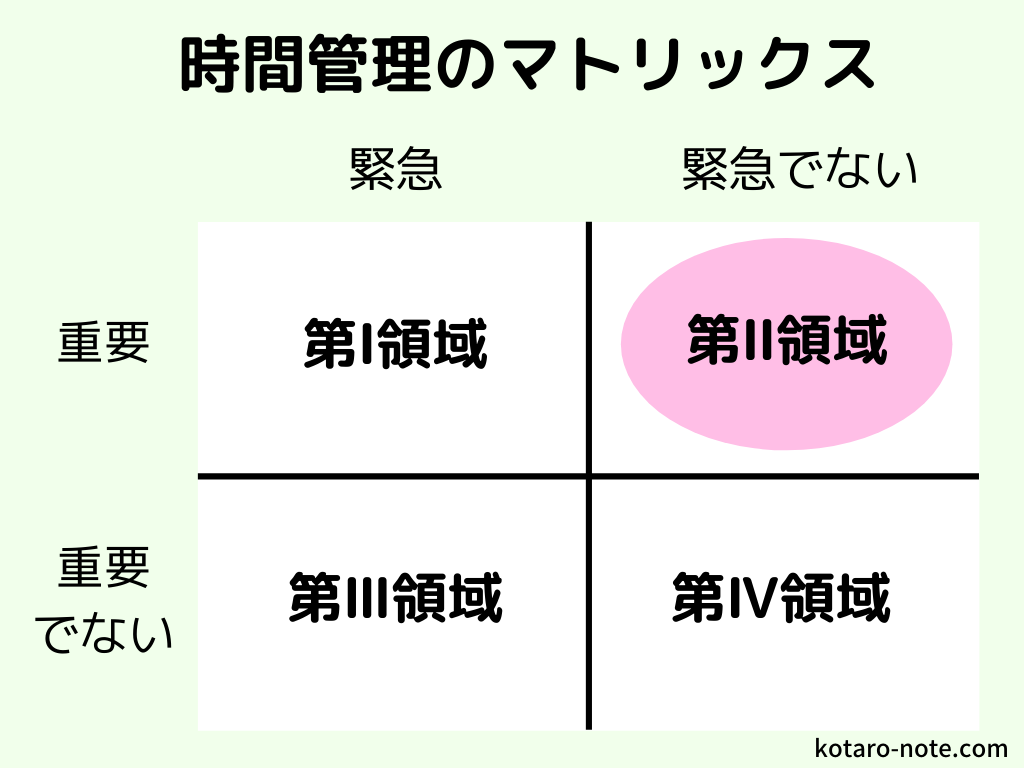 時間管理のマトリックス
緊急
緊急でない
重要
第I領域
第II領域
重要
でない
第III領域
第IV領域
kotaro-note.com